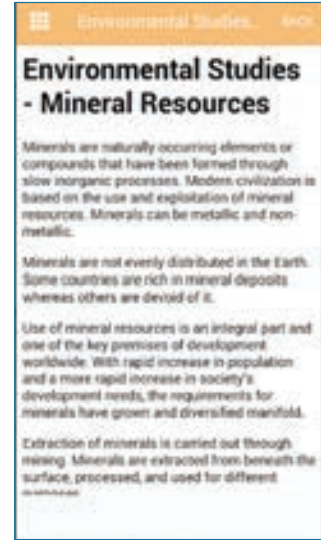 Environmental Studies... BACK
Environmental Studies
- Mineral Resources
Minerals are naturally occurring elements or
compounds that have been formed through
slow inorganic processes. Modern civilization is
based on the use and exploitation of mineral
resources. Minerals can be metallic and non-
metallic.
Minerals are not evenly distributed in the Earth.
Some countries are rich in mineral deposits
whereas others are devoid of it.
Use of mineral resources is an integral part and
one of the key premises of development
worldwide. With rapid increase in population
and a more rapid increase in society's
development needs, the requirements for
minerals have grown and diversified manifold.
Extraction of minerals is carried out through
mining. Minerals are extracted from beneath the
surface, processed, and used for different